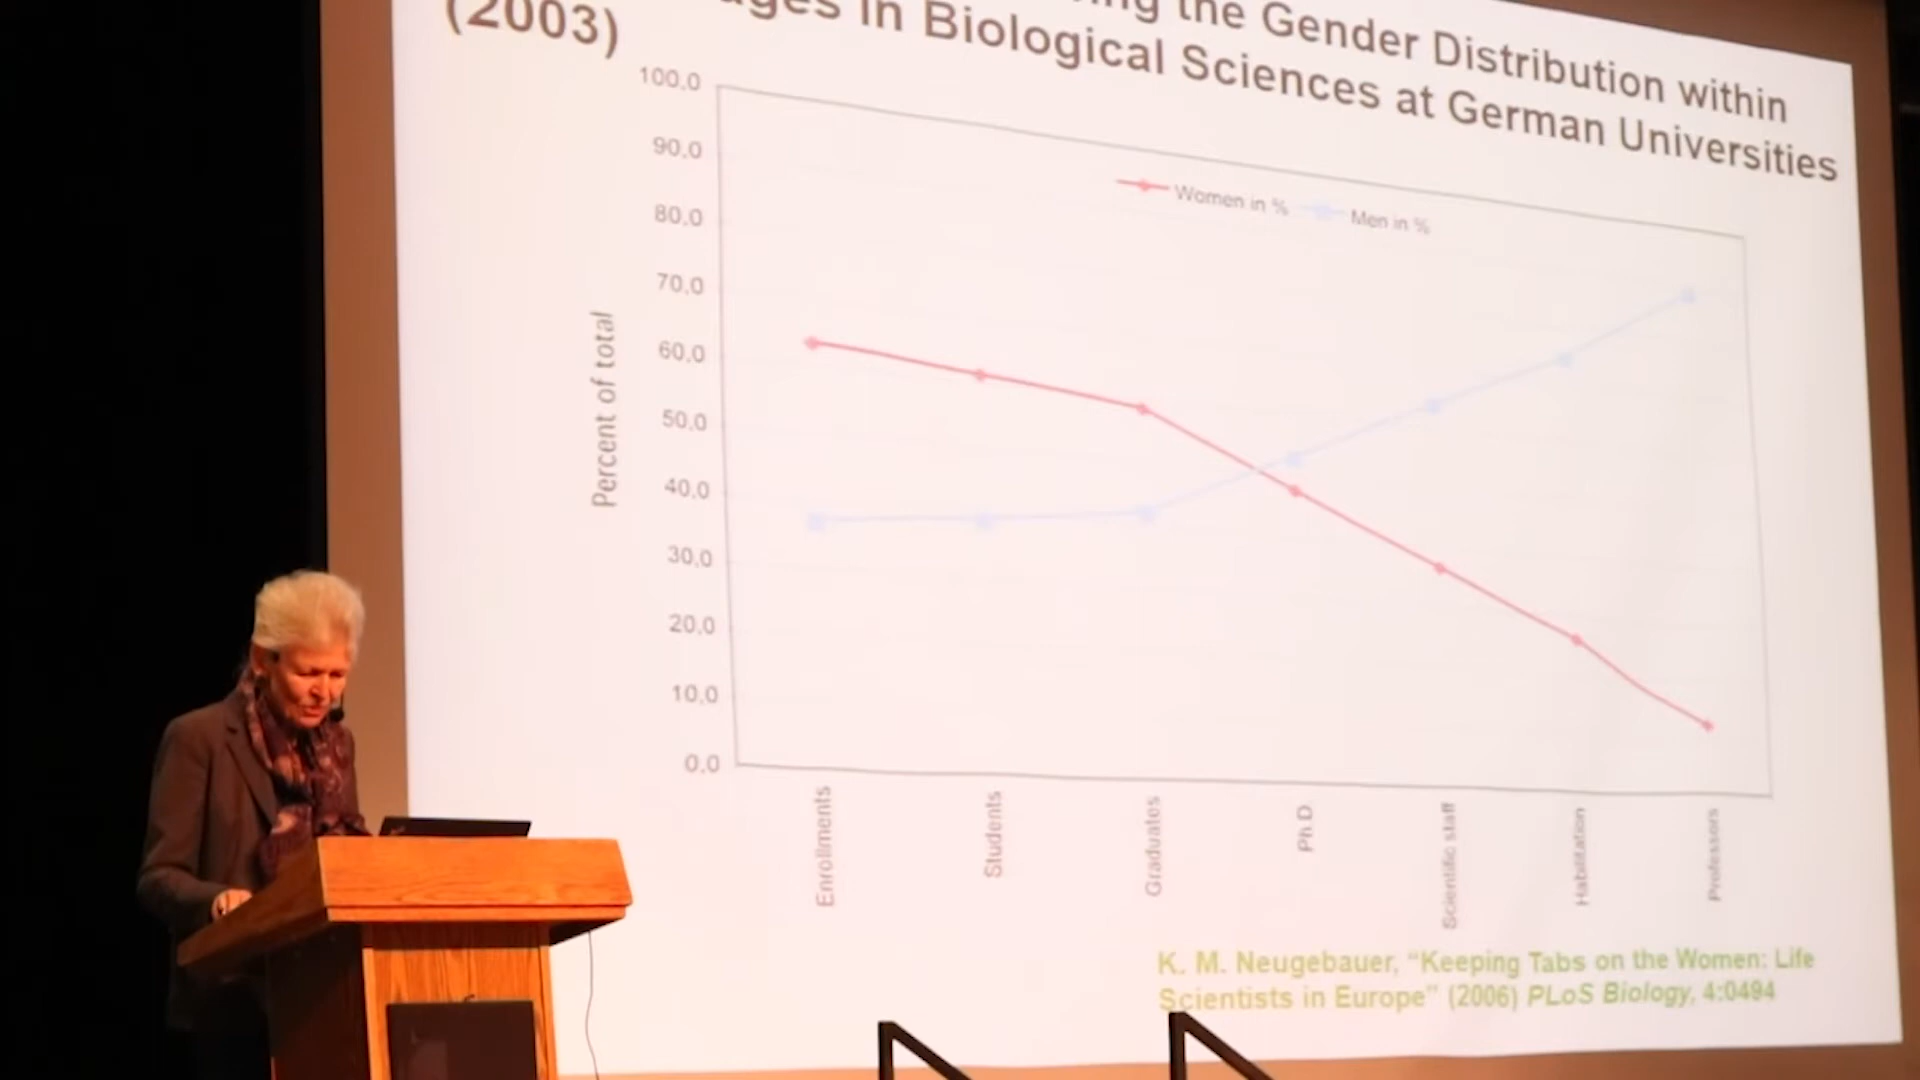 the Gender Distribution within
in Biological Sciences at German Universities
(2003)
100,0
90,0
80,0
70,0
60,0
50,0
40,0
30,0
20,0
10,0
0,0
Percent of total
Women in %
Men in %
Enrollments
Students
Graduates
Ph.D
Scientific staff
Habilitation
Professors
K. M. Neugebauer, “Keeping Tabs on the Women: Life
Scientists in Europe” (2006) PLoS Biology, 4:0494